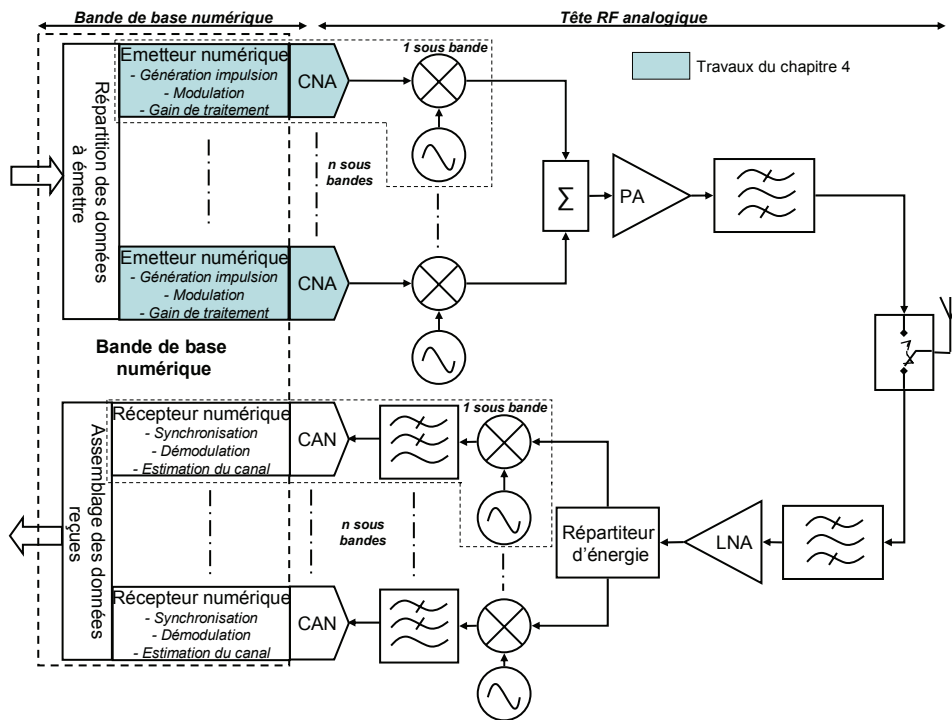 Bande de base numérique
Tête RF analogique
Répartition des données
à émettre
Emetteur numérique
- Génération impulsion
- Modulation
- Gain de traitement
CNA
1 sous bande
Travaux du chapitre 4
n sous
bandes
Σ
PA
Emetteur numérique
- Génération impulsion
- Modulation
- Gain de traitement
CNA
Bande de base
numérique
Assemblage des données
reçues
Récepteur numérique
- Synchronisation
- Démodulation
- Estimation du canal
CAN
1 sous bande
n sous
bandes
Répartiteur
d'énergie
LNA
Récepteur numérique
- Synchronisation
- Démodulation
- Estimation du canal
CAN